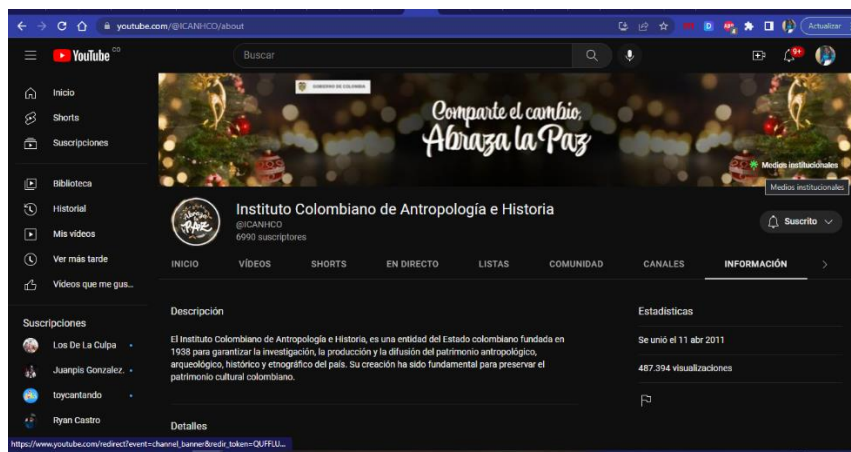 youtube.com/@ICANHCO/about
Actualizar
YouTube CO
Buscar
9+
Inicio
Shorts
Suscripciones
Biblioteca
Historial
Mis vídeos
Ver más tarde
Vídeos que me gus...
Suscripciones
Los De La Culpa
Juanpis Gonzalez.
toycantando
Ryan Castro
GOBIERNO DE COLOMBIA
Comparte el cambio,
Abraza la Paz
Medios institucionales
Medios institucionales
Abraza la
PAZ
Instituto Colombiano de Antropología e Historia
@ICANHCO
6990 suscriptores
Suscrito
INICIO
VÍDEOS
SHORTS
EN DIRECTO
LISTAS
COMUNIDAD
CANALES
INFORMACIÓN
Descripción
El Instituto Colombiano de Antropología e Historia, es una entidad del Estado colombiano fundada en
1938 para garantizar la investigación, la producción y la difusión del patrimonio antropológico,
arqueológico, histórico y etnográfico del país. Su creación ha sido fundamental para preservar el
patrimonio cultural colombiano.
Detalles
Estadísticas
Se unió el 11 abr 2011
487.394 visualizaciones
https://www.youtube.com/redirect?event=channel_banner&redir_token=QUFFLU...